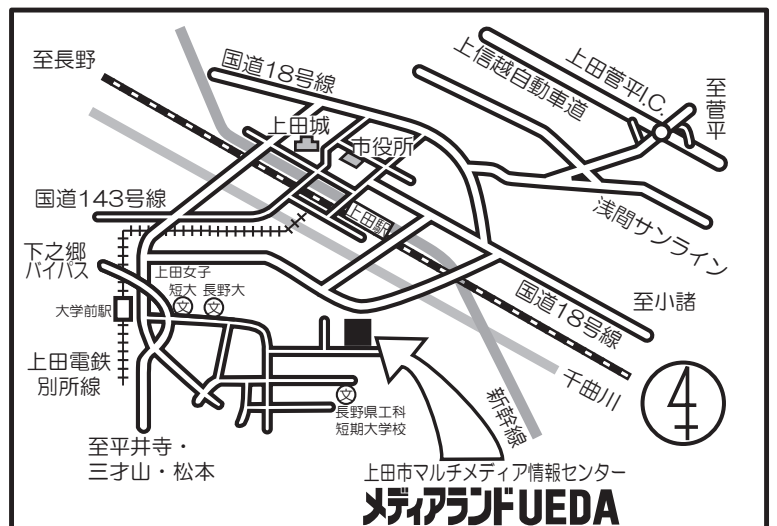 至長野
国道18号線
上田菅平I.C.
上信越自動車道
至菅平
上田城
市役所
国道143号線
上田駅
浅間サンライン
下之郷
バイパス
上田女子
短大
長野大
大学前駅
国道18号線
至小諸
上田電鉄
別所線
千曲川
新幹線
文
文
文
長野県工科
短期大学校
至平井寺・
三才山・松本
上田市マルチメディア情報センター
メディアランドUEDA